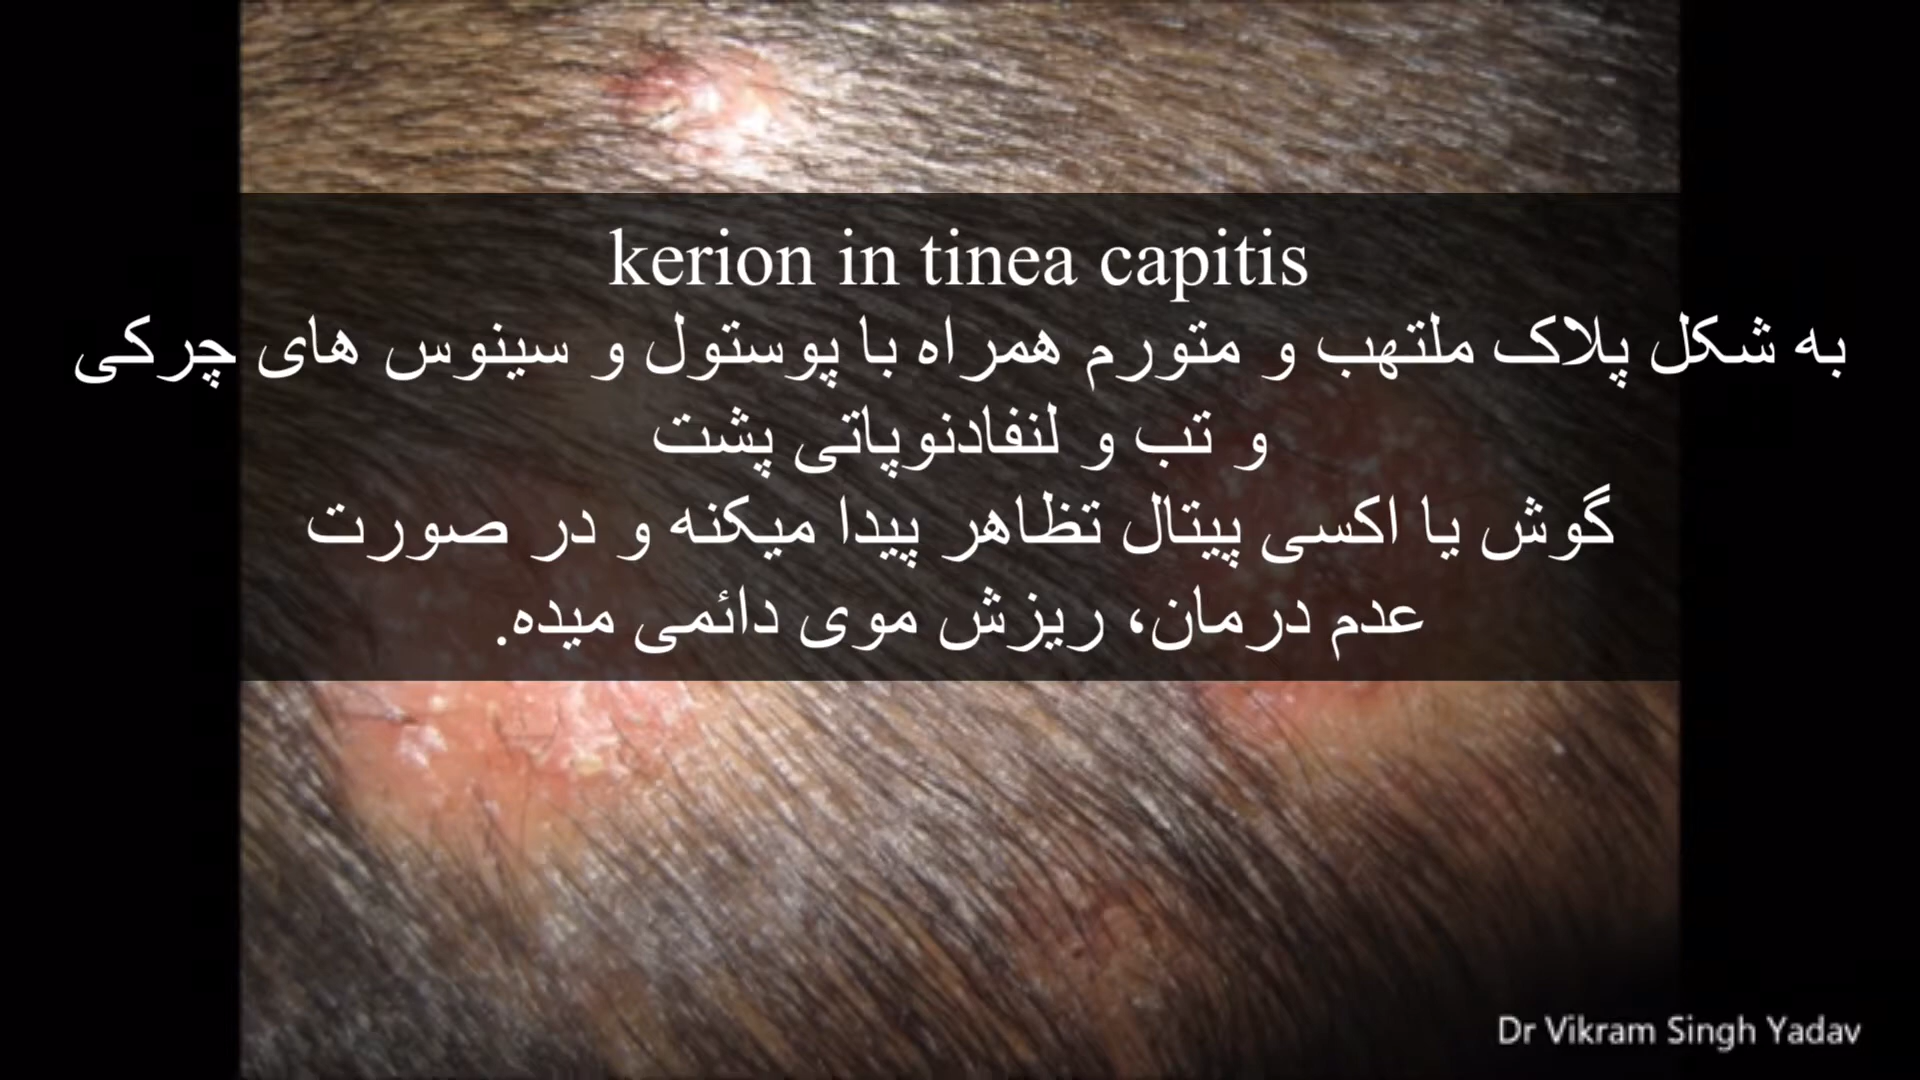 kerion in tinea capitis
به شکل پلاک ملتهب و متورم همراه با پوستول و سینوس های چرکی
و تب و لنفادنوپاتی پشت
گوش یا اکسی پیتال تظاهر پیدا میکنه و در صورت
عدم درمان، ریزش موی دائمی میده.
Dr Vikram Singh Yadav